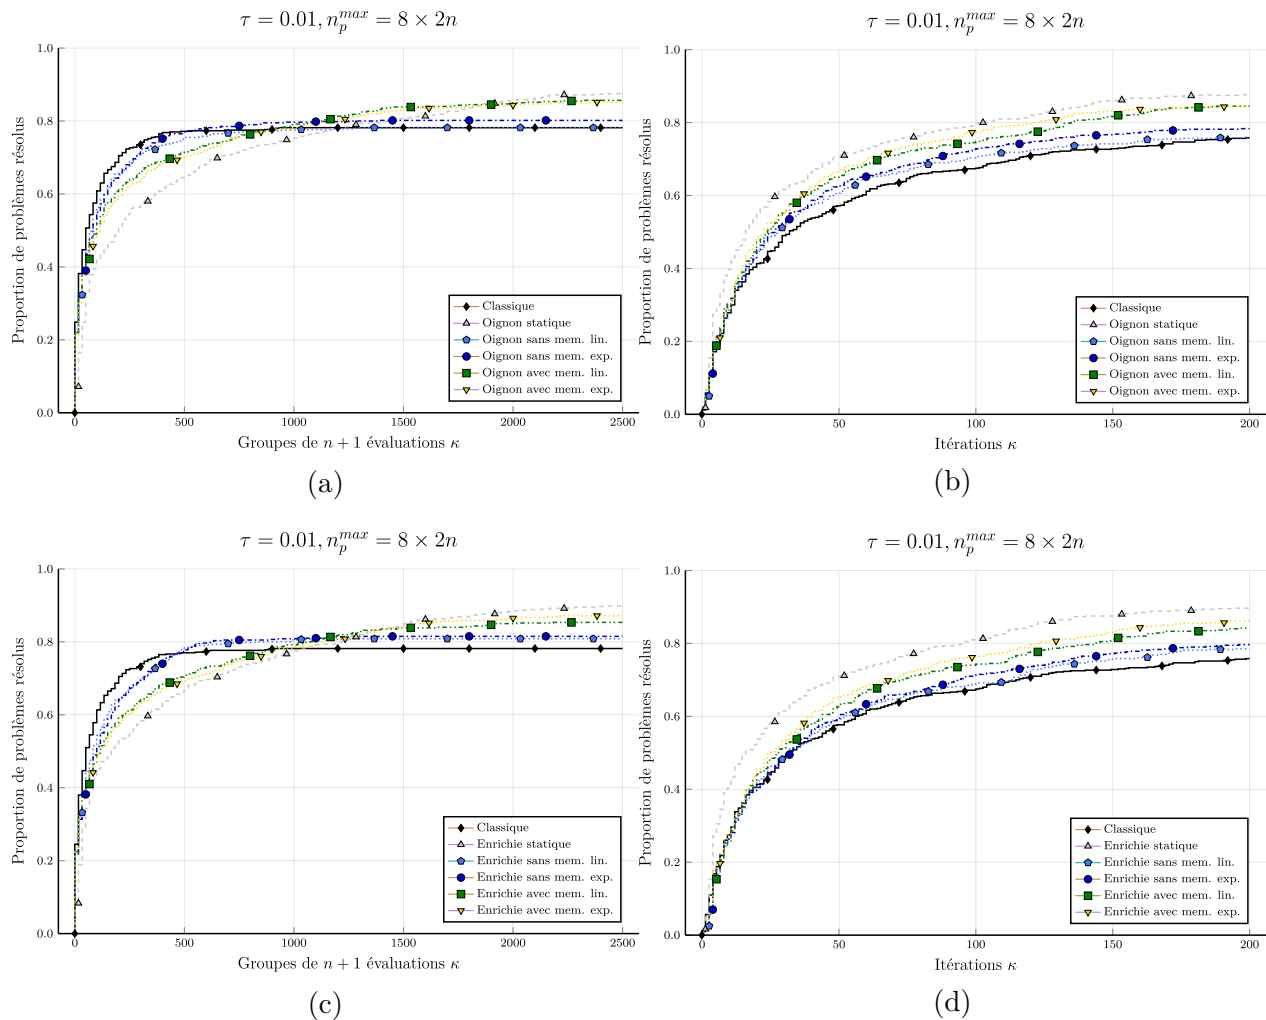 τ = 0.01, n_p^{max} = 8 × 2n
1.0
0.8
0.6
0.4
0.2
0.0
Proportion de problèmes résolus
Classique
Oignon statique
Oignon sans mem. lin.
Oignon sans mem. exp.
Oignon avec mem. lin.
Oignon avec mem. exp.
0 500 1000 1500 2000 2500
Groupes de n + 1 évaluations κ
(a)
τ = 0.01, n_p^{max} = 8 × 2n
1.0
0.8
0.6
0.4
0.2
0.0
Proportion de problèmes résolus
Classique
Oignon statique
Oignon sans mem. lin.
Oignon sans mem. exp.
Oignon avec mem. lin.
Oignon avec mem. exp.
0 50 100 150 200
Itérations κ
(b)
τ = 0.01, n_p^{max} = 8 × 2n
1.0
0.8
0.6
0.4
0.2
0.0
Proportion de problèmes résolus
Classique
Enrichie statique
Enrichie sans mem. lin.
Enrichie sans mem. exp.
Enrichie avec mem. lin.
Enrichie avec mem. exp.
0 500 1000 1500 2000 2500
Groupes de n + 1 évaluations κ
(c)
τ = 0.01, n_p^{max} = 8 × 2n
1.0
0.8
0.6
0.4
0.2
0.0
Proportion de problèmes résolus
Classique
Enrichie statique
Enrichie sans mem. lin.
Enrichie sans mem. exp.
Enrichie avec mem. lin.
Enrichie avec mem. exp.
0 50 100 150 200
Itérations κ
(d)